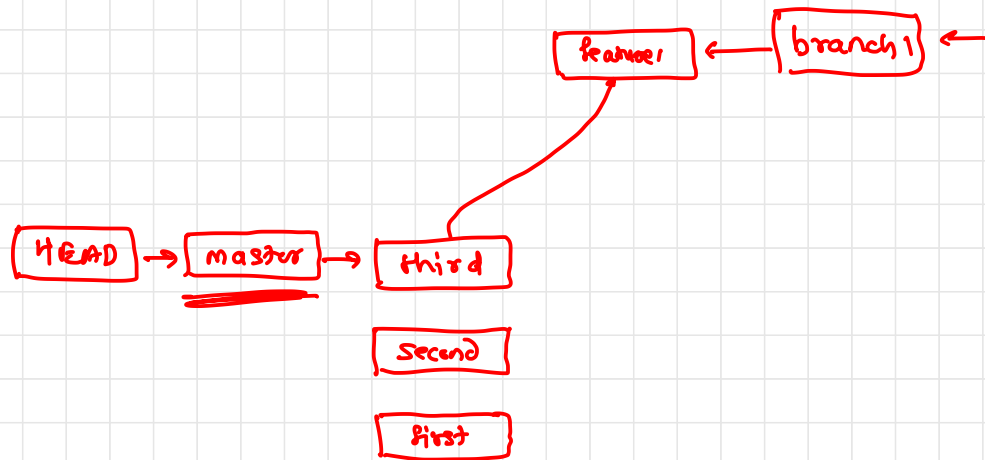 feature1
branch1
HEAD
master
third
second
first